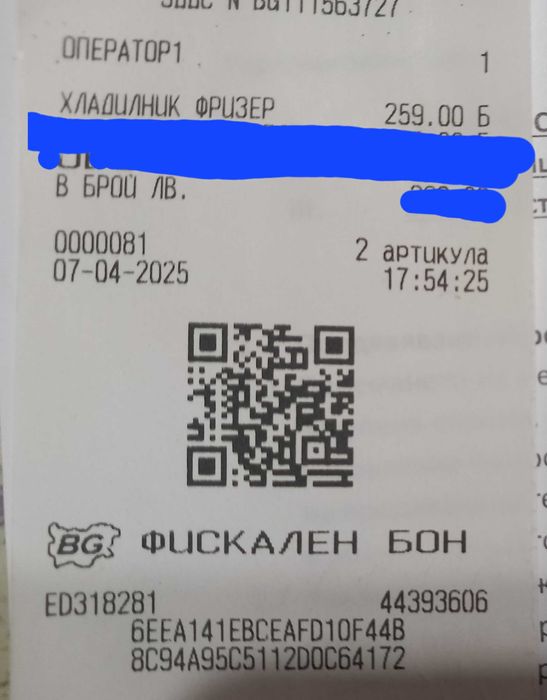 ОПЕРАТОР1 1
ХЛАДИЛНИК ФРИЗЕР 259.00 Б
В БРОЙ ЛВ.
0000081 2 артикула
07-04-2025 17:54:25
BG ФИСКАЛЕН БОН
ED318281 44393606
6EEA141EBCEAFD10F44B
8C94A95C5112D0C64172